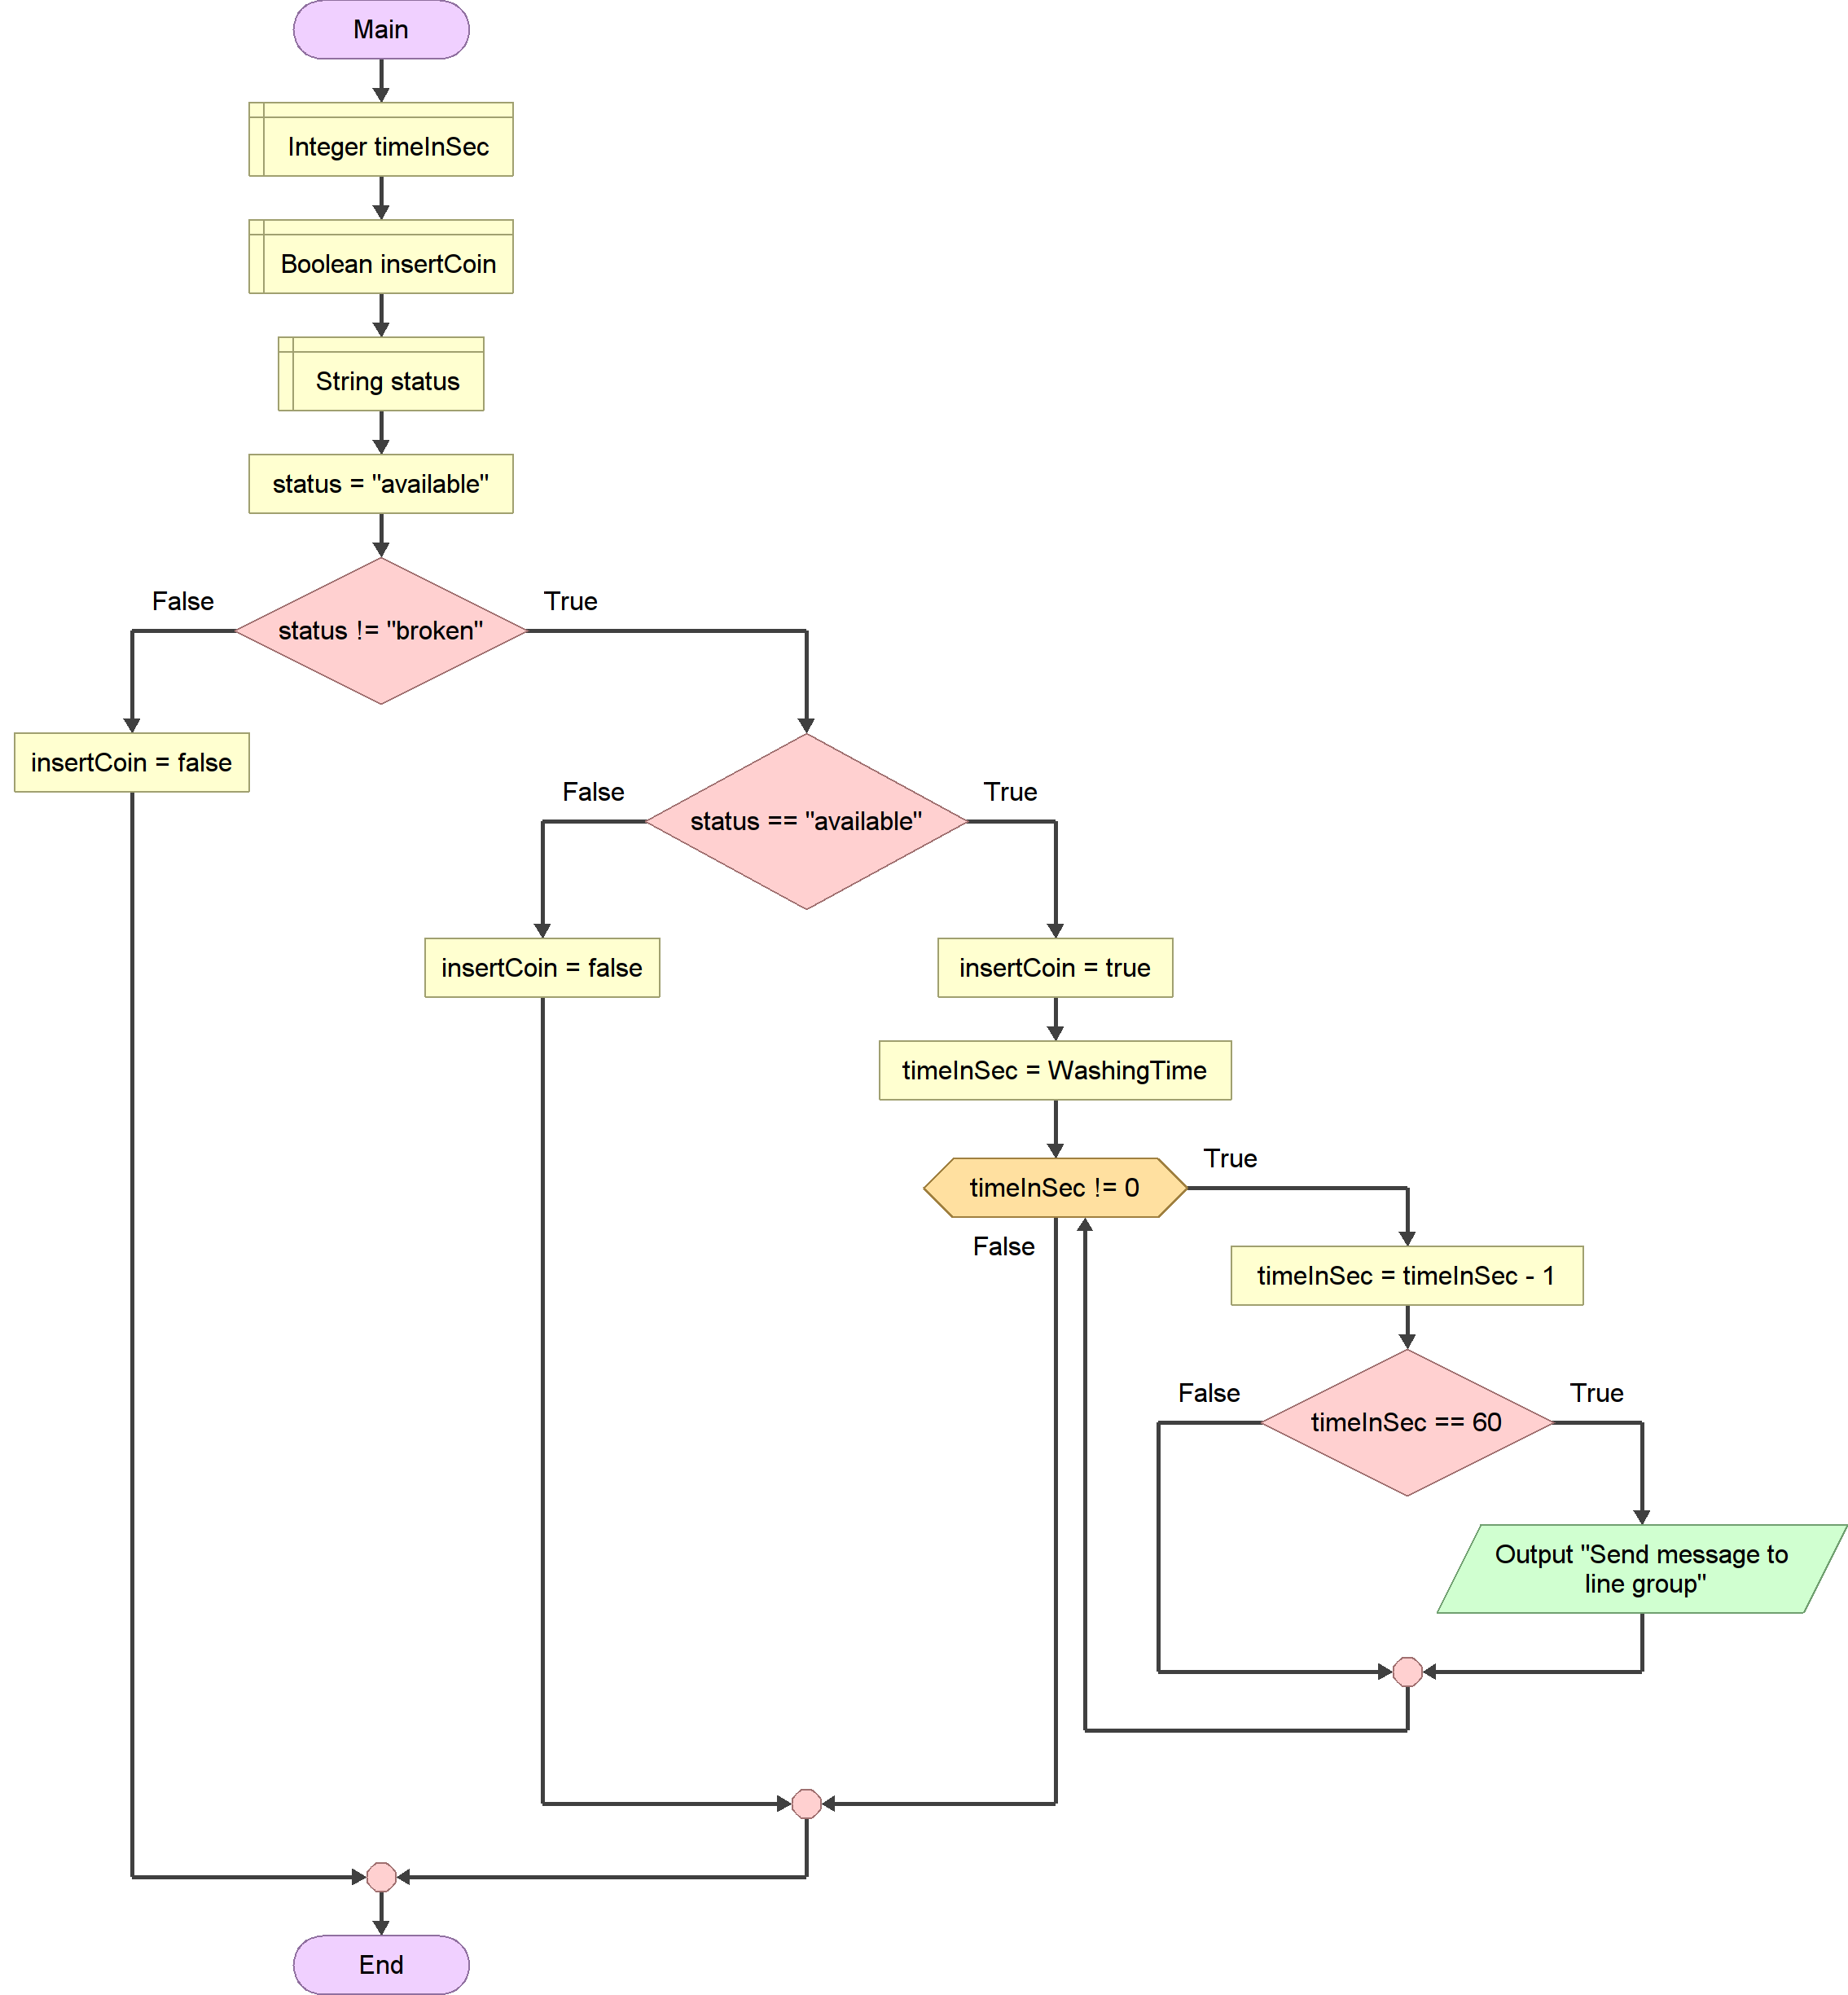 Main
Integer timeInSec
Boolean insertCoin
String status
status = "available"
False
True
status != "broken"
insertCoin = false
False
True
status == "available"
insertCoin = false
insertCoin = true
timeInSec = WashingTime
True
timeInSec != 0
False
timeInSec = timeInSec - 1
False
True
timeInSec == 60
Output "Send message to
line group"
End